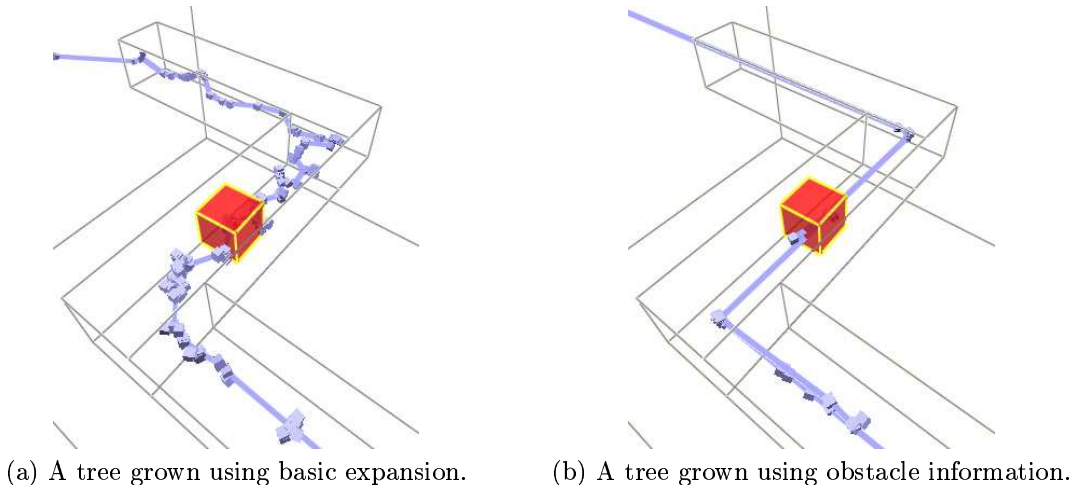 (a) A tree grown using basic expansion.
(b) A tree grown using obstacle information.